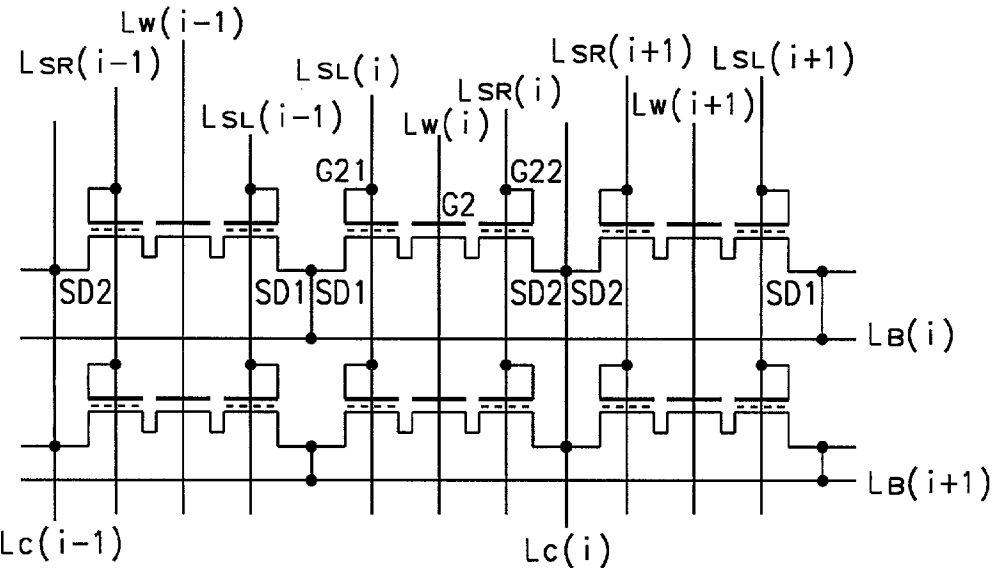 Lw(i-1)
LSR(i-1)
LSL(i)
LSR(i+1)
LSL(i+1)
LSR(i)
LSL(i-1)
Lw(i)
Lw(i+1)
G21
G22
G2
SD2
SD1
SD1
SD2
SD2
SD1
LB(i)
LB(i+1)
Lc(i-1)
Lc(i)